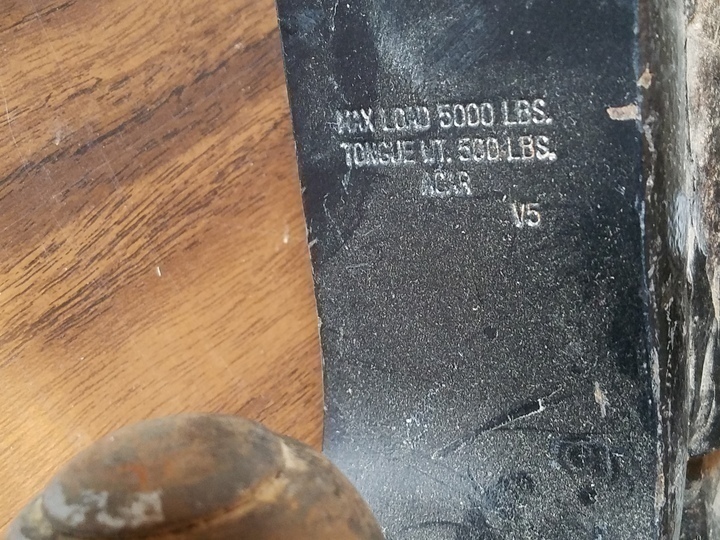 MAX LOAD 5000 LBS.
TONGUE WT. 500 LBS.
V5